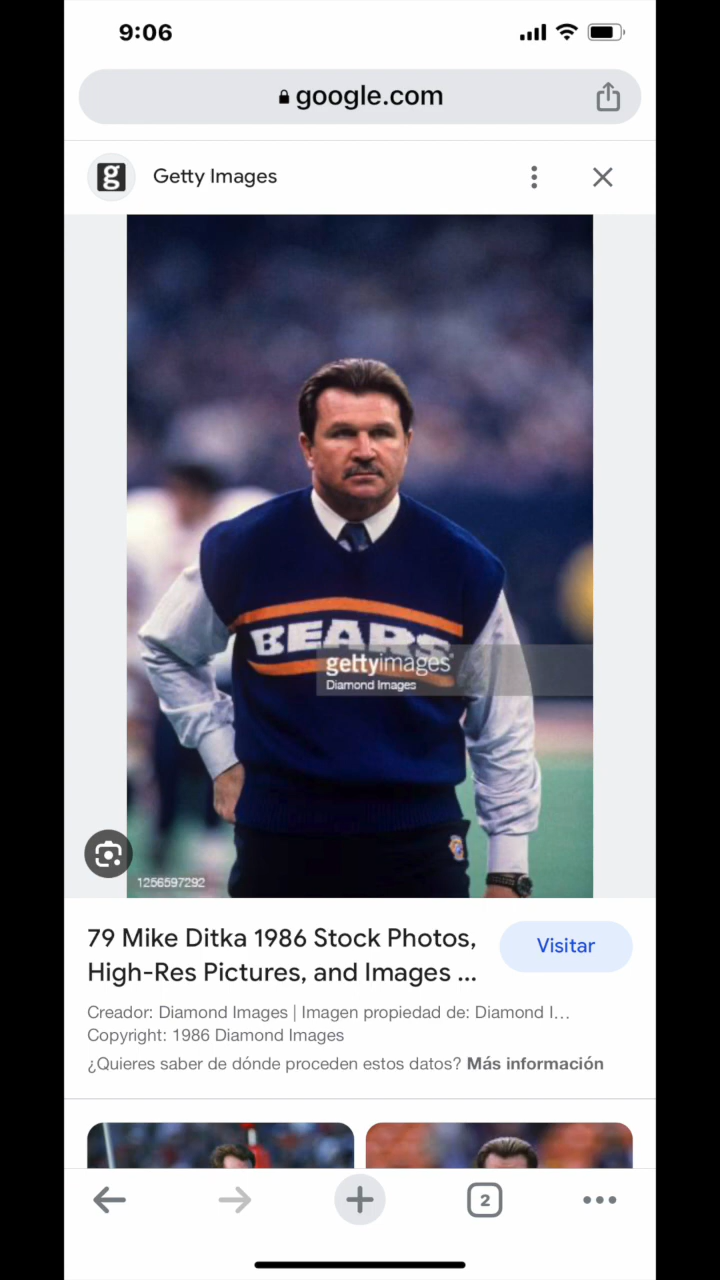 9:06
google.com
g
Getty Images
BEARS
gettyimages®
Diamond Images
1256597292
79 Mike Ditka 1986 Stock Photos,
High-Res Pictures, and Images ...
Visitar
Creador: Diamond Images | Imagen propiedad de: Diamond I...
Copyright: 1986 Diamond Images
¿Quieres saber de dónde proceden estos datos? Más información
2